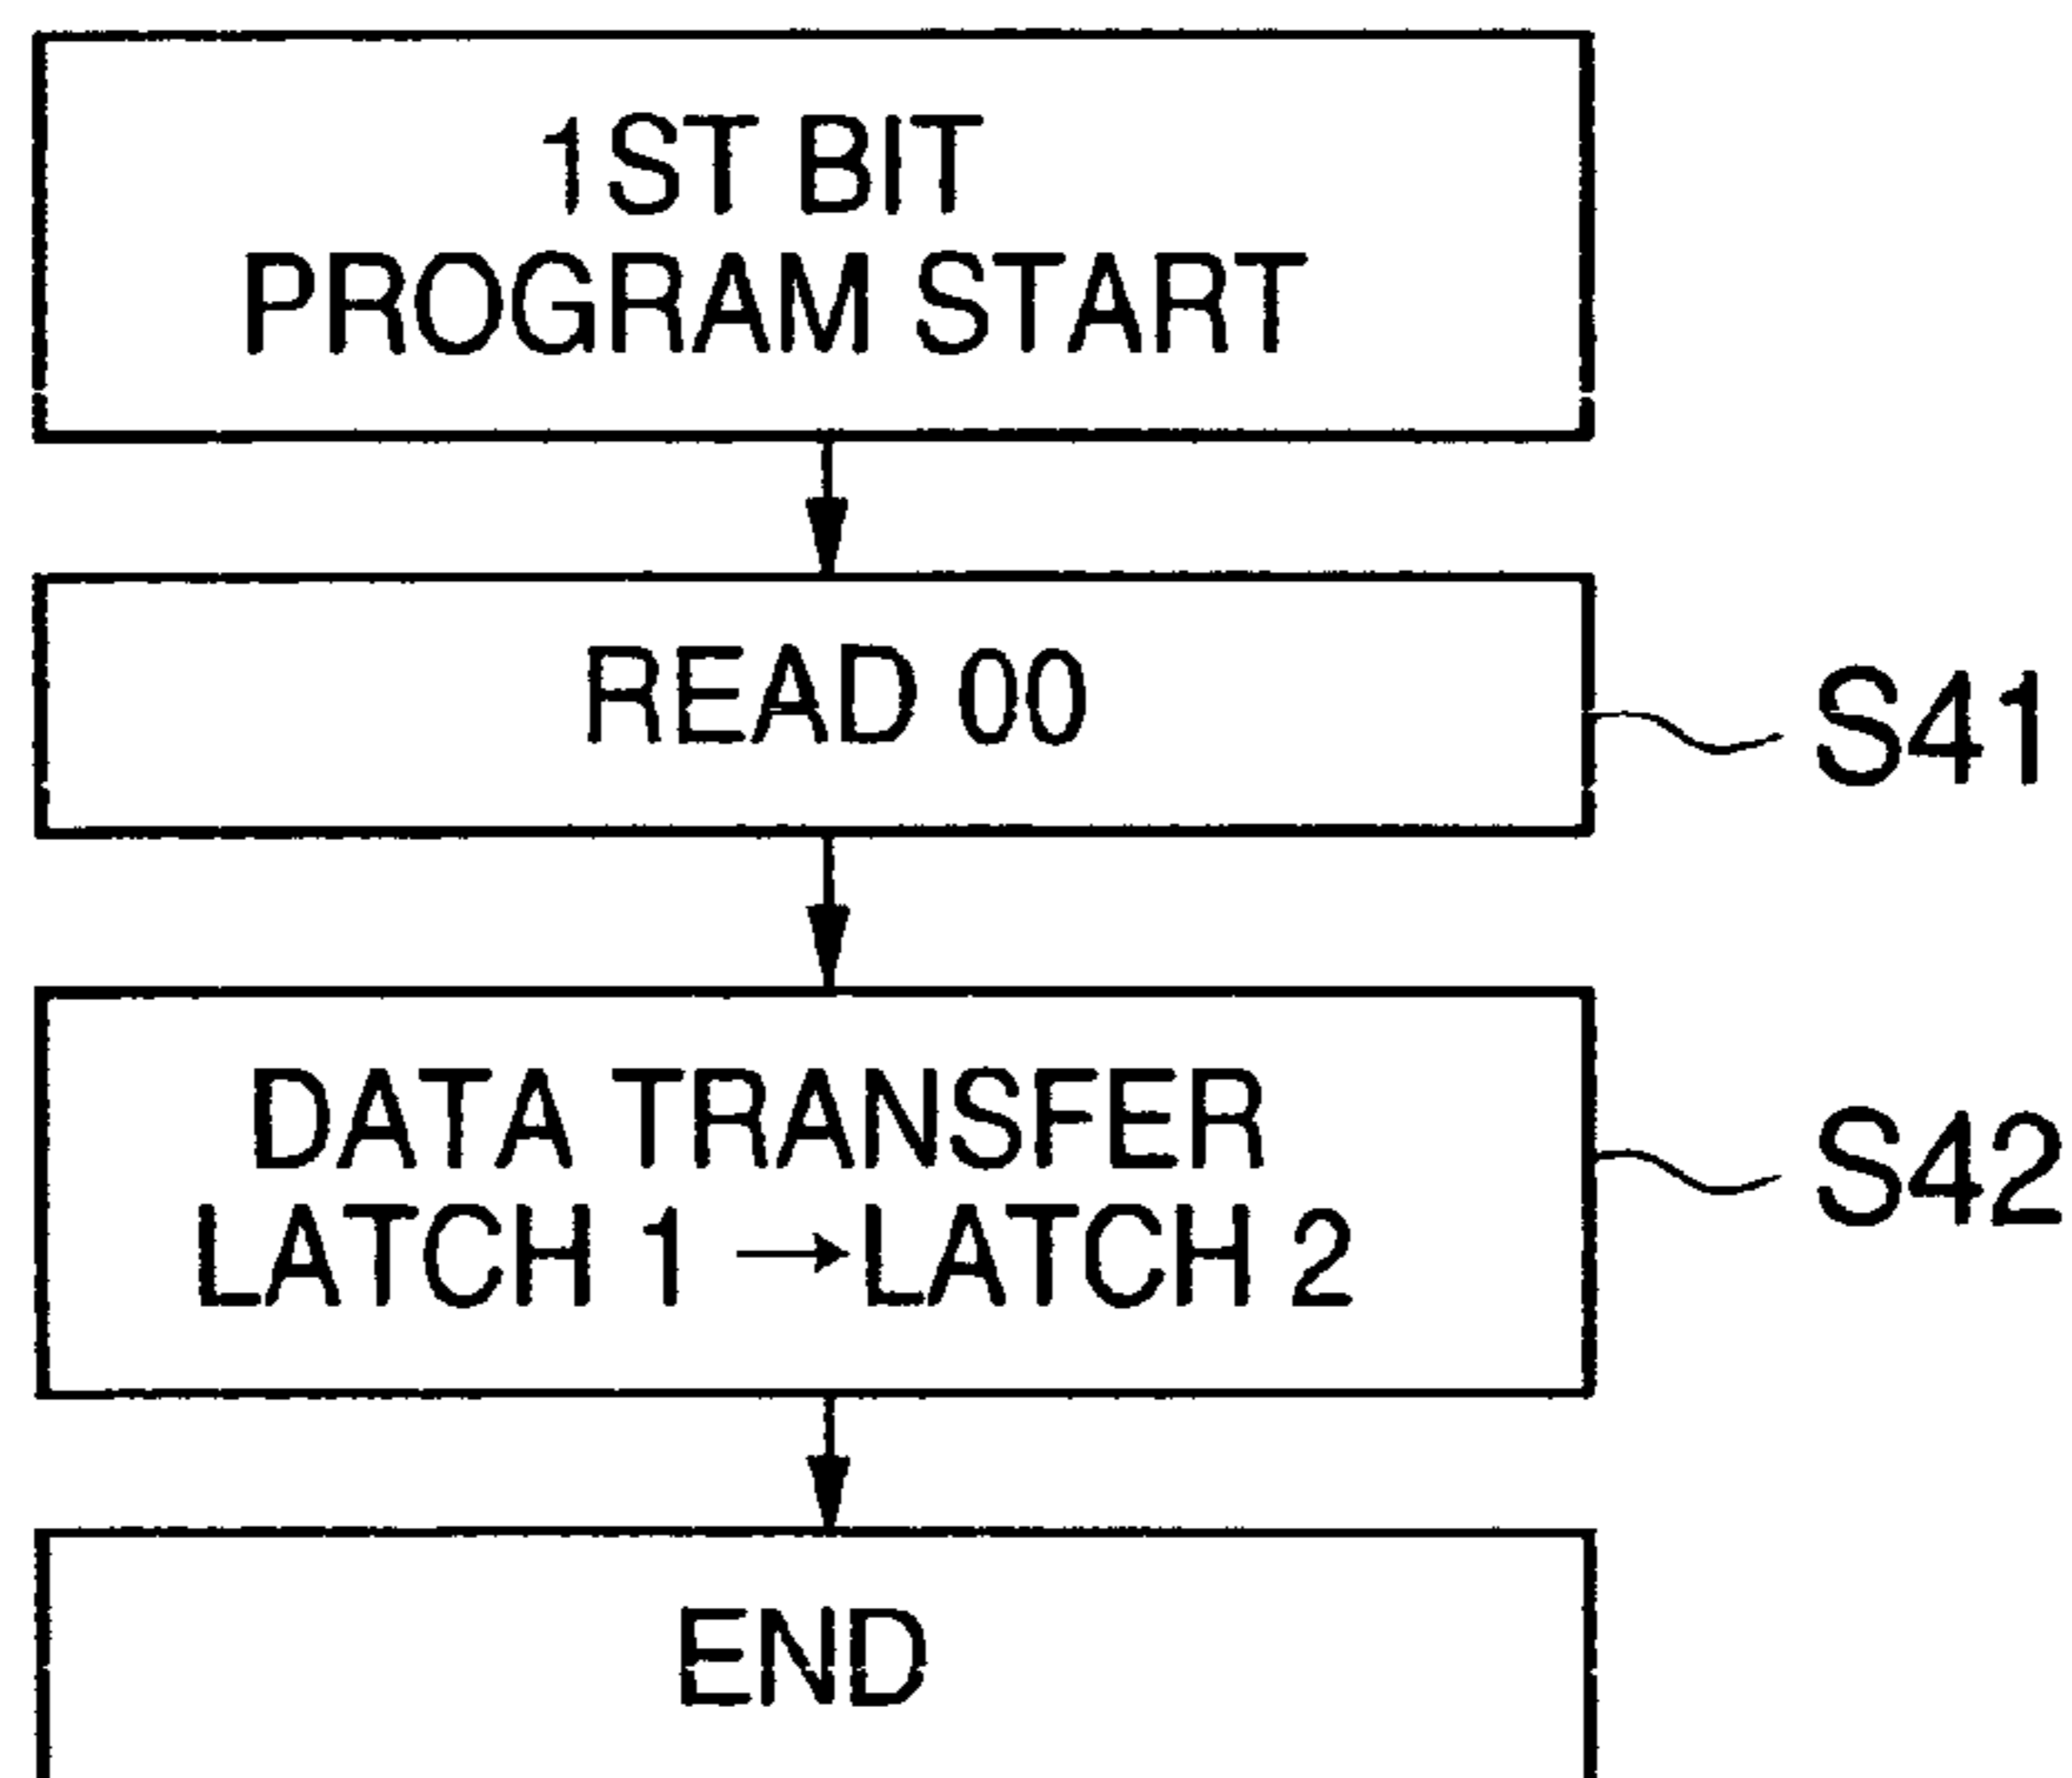 1ST BIT
PROGRAM START
READ 00
S41
DATA TRANSFER
LATCH 1 → LATCH 2
S42
END